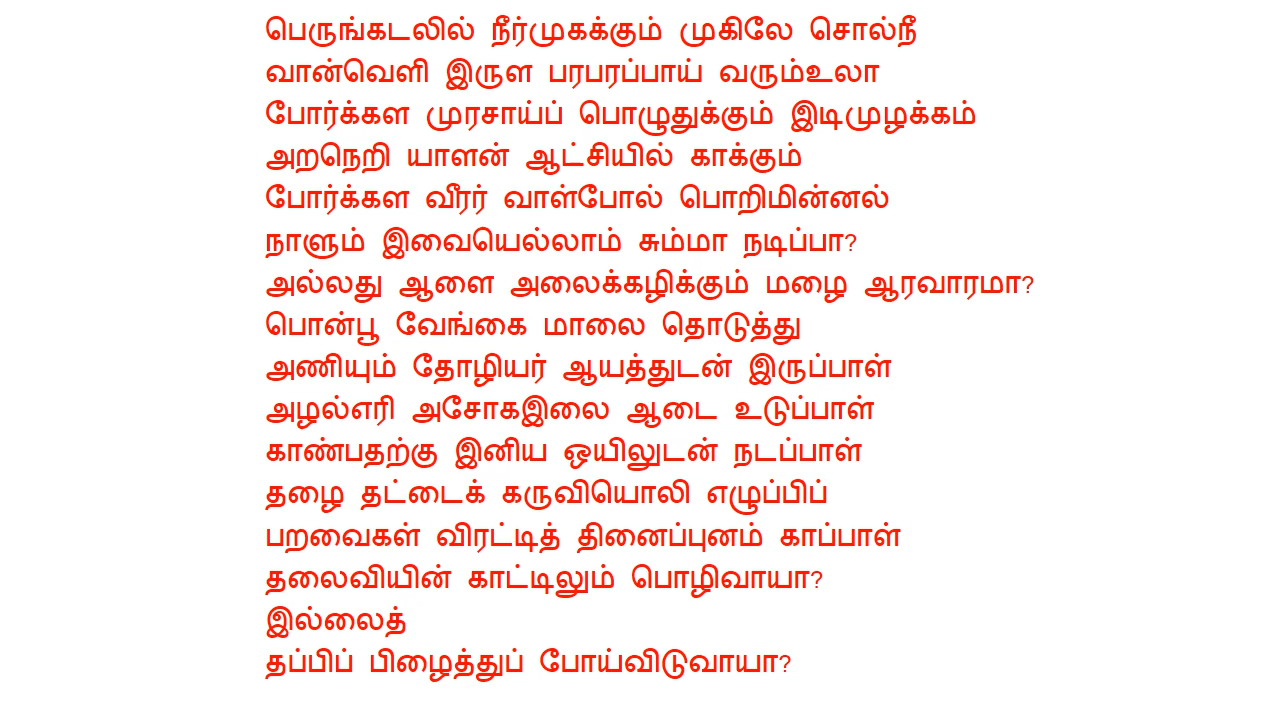 பெருங்கடலில் நீர்முகக்கும் முகிலே சொல்நீ
வான்வெளி இருள பரபரப்பாய் வரும்உலா
போர்க்கள முரசாய்ப் பொழுதுக்கும் இடிமுழக்கம்
அறநெறி யாளன் ஆட்சியில் காக்கும்
போர்க்கள வீரர் வாள்போல் பொறிமின்னல்
நாளும் இவையெல்லாம் சும்மா நடிப்பா?
அல்லது ஆளை அலைக்கழிக்கும் மழை ஆரவாரமா?
பொன்பூ வேங்கை மாலை தொடுத்து
அணியும் தோழியர் ஆயத்துடன் இருப்பாள்
அழல்எரி அசோகஇலை ஆடை உடுப்பாள்
காண்பதற்கு இனிய ஒயிலுடன் நடப்பாள்
தழை தட்டைக் கருவியொலி எழுப்பிப்
பறவைகள் விரட்டித் தினைப்புனம் காப்பாள்
தலைவியின் காட்டிலும் பொழிவாயா?
இல்லைத்
தப்பிப் பிழைத்துப் போய்விடுவாயா?